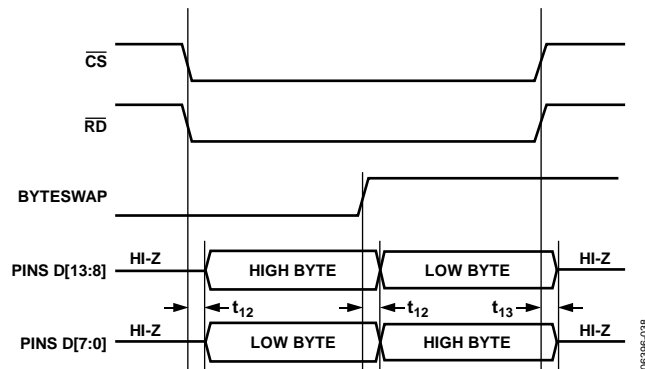 CS
RD
BYTESWAP
PINS D[13:8] HI-Z HIGH BYTE LOW BYTE HI-Z
t12 t12 t13
PINS D[7:0] HI-Z LOW BYTE HIGH BYTE HI-Z
06396-038